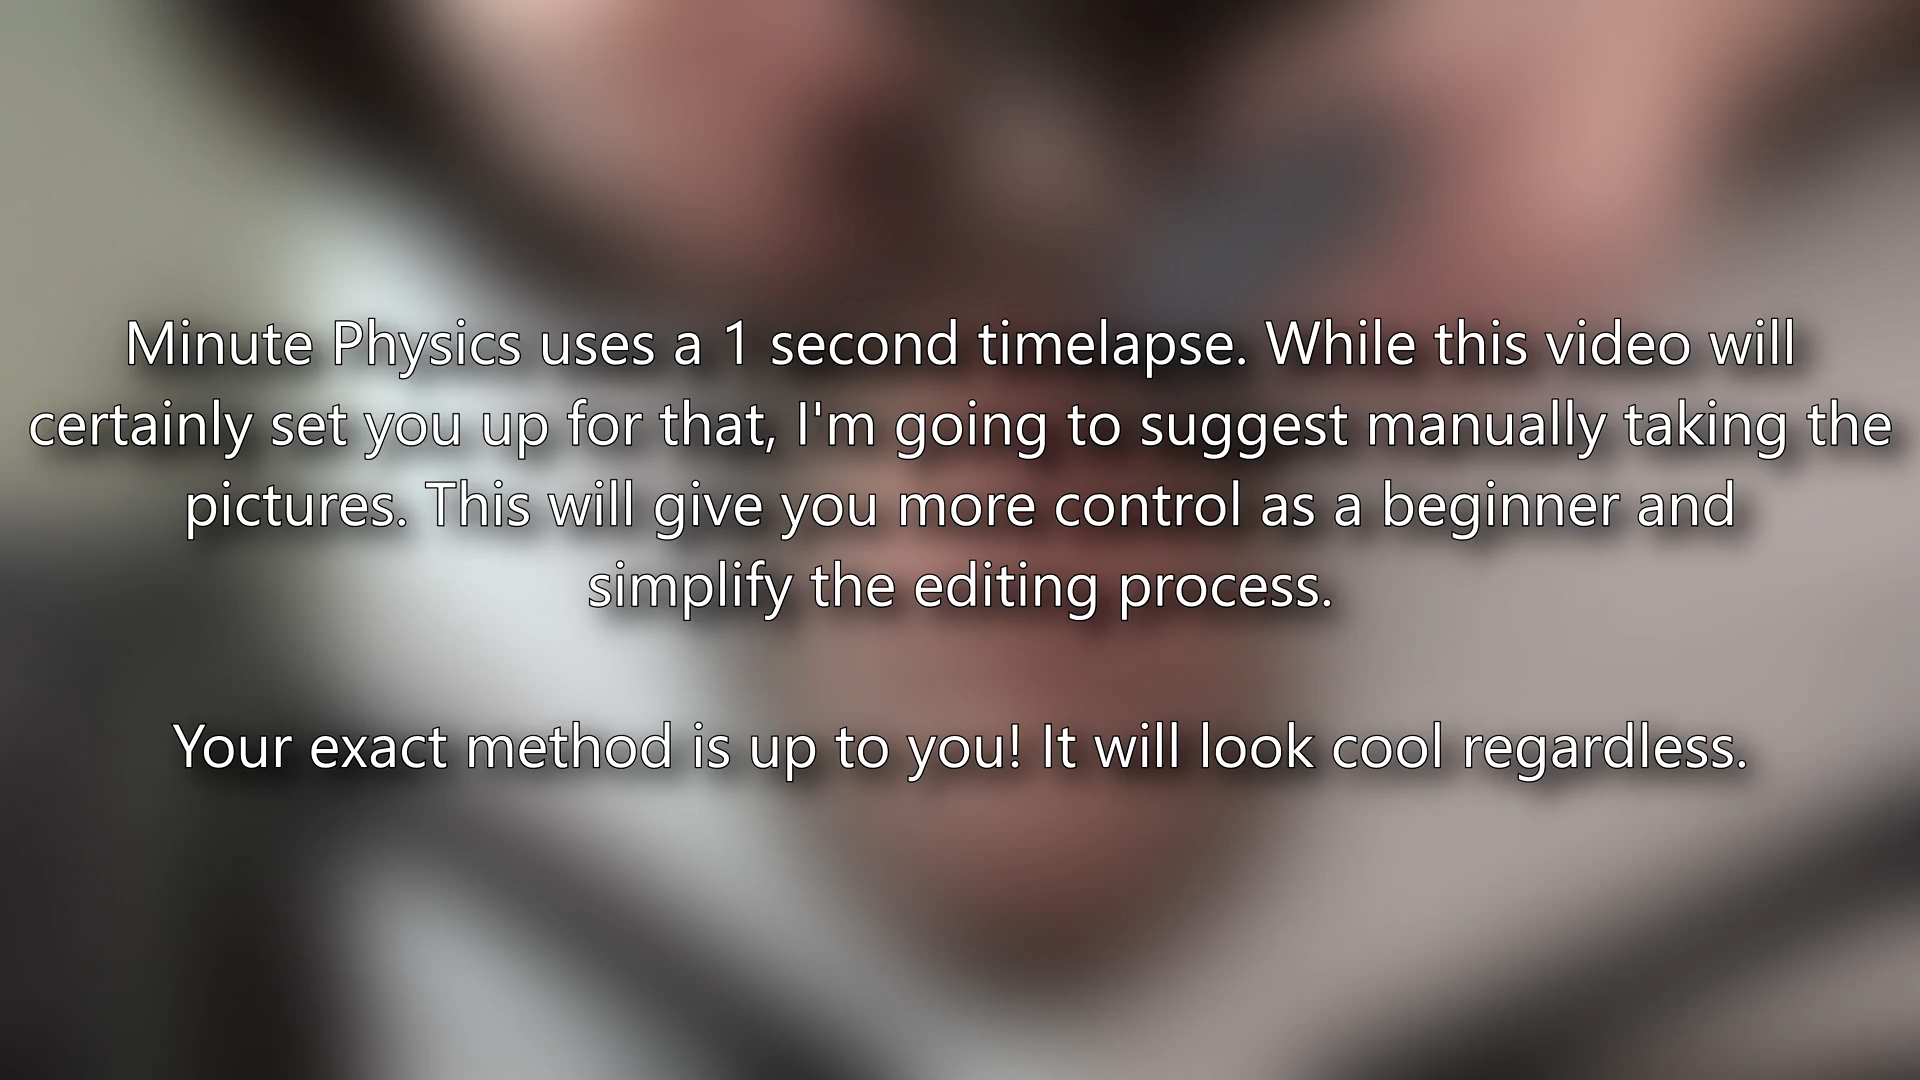 Minute Physics uses a 1 second timelapse. While this video will
certainly set you up for that, I'm going to suggest manually taking the
pictures. This will give you more control as a beginner and
simplify the editing process.
Your exact method is up to you! It will look cool regardless.